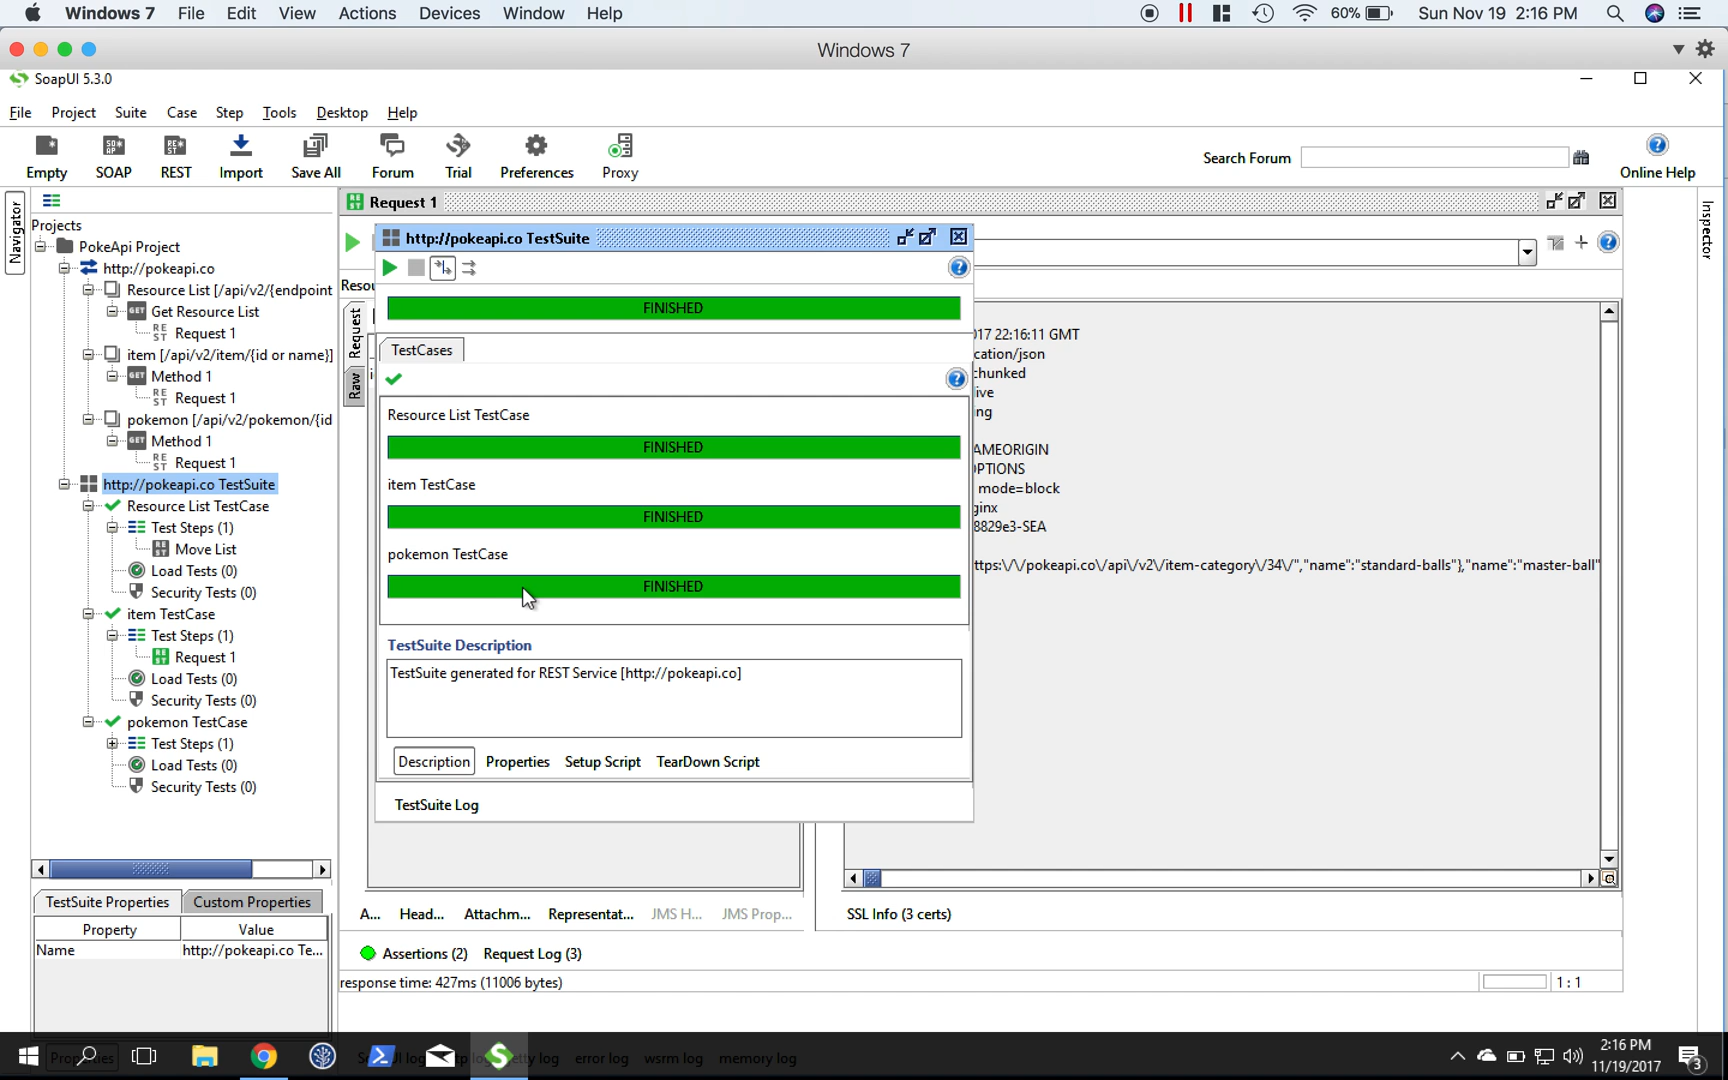 Windows 7 File Edit View Actions Devices Window Help 60% Sun Nov 19 2:16 PM
Windows 7
SoapUI 5.3.0
File Project Suite Case Step Tools Desktop Help
Empty SOAP REST Import Save All Forum Trial Preferences Proxy
Search Forum
Online Help
Navigator
Projects
PokeApi Project
http://pokeapi.co
Resource List [/api/v2/{endpoint
GET Get Resource List
Request 1
item [/api/v2/item/{id or name}]
GET Method 1
Request 1
pokemon [/api/v2/pokemon/{id
GET Method 1
Request 1
http://pokeapi.co TestSuite
Resource List TestCase
Test Steps (1)
Move List
Load Tests (0)
Security Tests (0)
item TestCase
Test Steps (1)
Request 1
Load Tests (0)
Security Tests (0)
pokemon TestCase
Test Steps (1)
Load Tests (0)
Security Tests (0)
TestSuite Properties Custom Properties
Property Value
Name http://pokeapi.co Te...
Request 1
Resou
Request
Raw
http://pokeapi.co TestSuite
FINISHED
TestCases
Resource List TestCase
FINISHED
item TestCase
FINISHED
pokemon TestCase
FINISHED
TestSuite Description
TestSuite generated for REST Service [http://pokeapi.co]
Description Properties Setup Script TearDown Script
TestSuite Log
17 22:16:11 GMT
cation/json
chunked
ive
ng
AMEORIGIN
PTIONS
mode=block
ginx
8829e3-SEA
ttps:\/\/pokeapi.co\/api\/v2\/item-category\/34\/","name":"standard-balls"},"name":"master-ball"
A... Head... Attachm... Representat... JMS H... JMS Prop...
SSL Info (3 certs)
Assertions (2) Request Log (3)
response time: 427ms (11006 bytes)
1 : 1
Inspector
error log wsrm log memory log
2:16 PM
11/19/2017
3